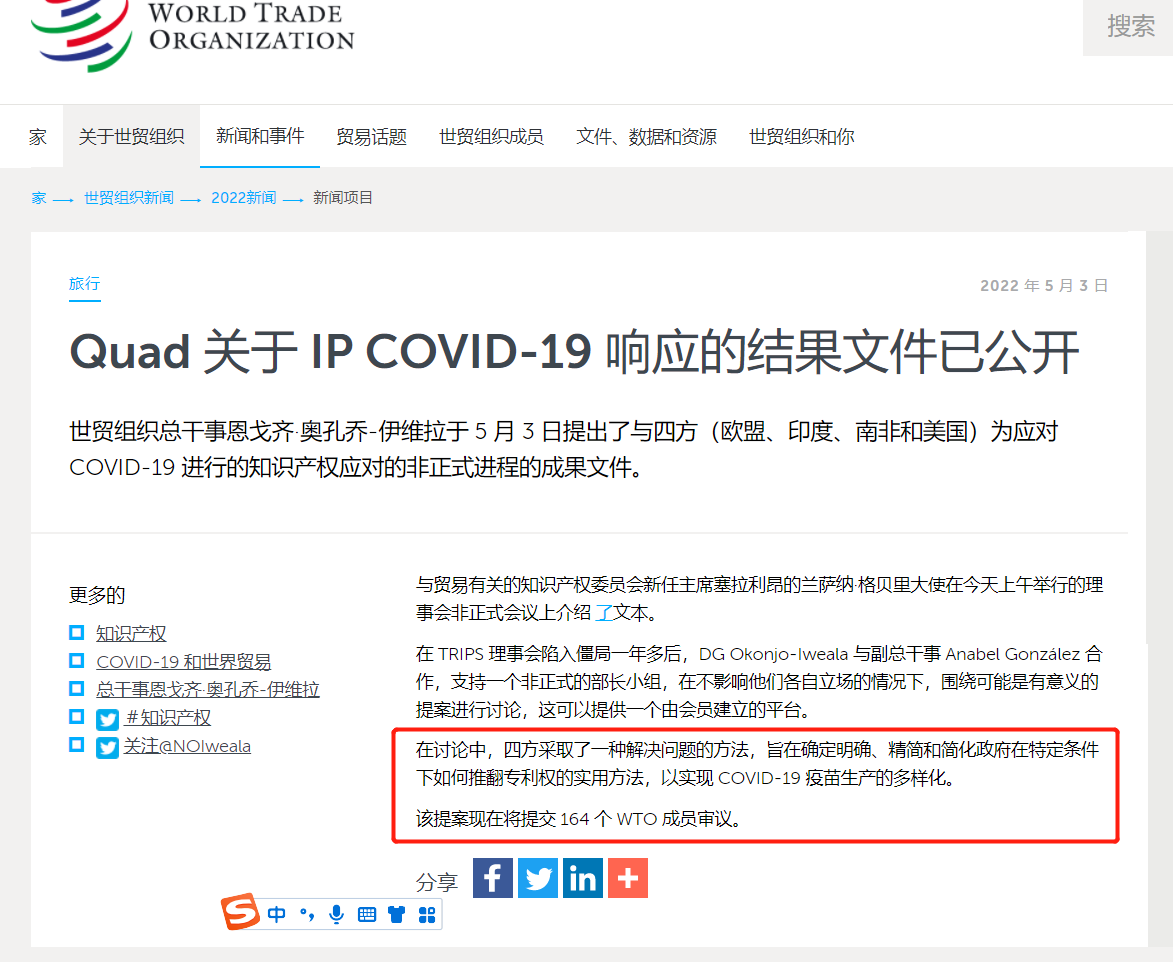 WORLD TRADE
ORGANIZATION
搜索
家 关于世贸组织 新闻和事件 贸易话题 世贸组织成员 文件、数据和资源 世贸组织和你
家 世贸组织新闻 2022新闻 新闻项目
旅行
2022 年 5 月 3 日
Quad 关于 IP COVID-19 响应的结果文件已公开
世贸组织总干事恩戈齐·奥孔乔-伊维拉于 5 月 3 日提出了与四方（欧盟、印度、南非和美国）为应对
COVID-19 进行的知识产权应对的非正式进程的成果文件。
更多的
知识产权
COVID-19 和世界贸易
总干事恩戈齐·奥孔乔-伊维拉
＃知识产权
关注@NOIweala
与贸易有关的知识产权委员会新任主席塞拉利昂的兰萨纳·格贝里大使在今天上午举行的理
事会非正式会议上介绍 了文本。
在 TRIPS 理事会陷入僵局一年多后，DG Okonjo-Iweala 与副总干事 Anabel González 合
作，支持一个非正式的部长小组，在不影响他们各自立场的情况下，围绕可能是有意义的
提案进行讨论，这可以提供一个由会员建立的平台。
在讨论中，四方采取了一种解决问题的方法，旨在确定明确、精简和简化政府在特定条件
下如何推翻专利权的实用方法，以实现 COVID-19 疫苗生产的多样化。
该提案现在将提交 164 个 WTO 成员审议。
分享
中